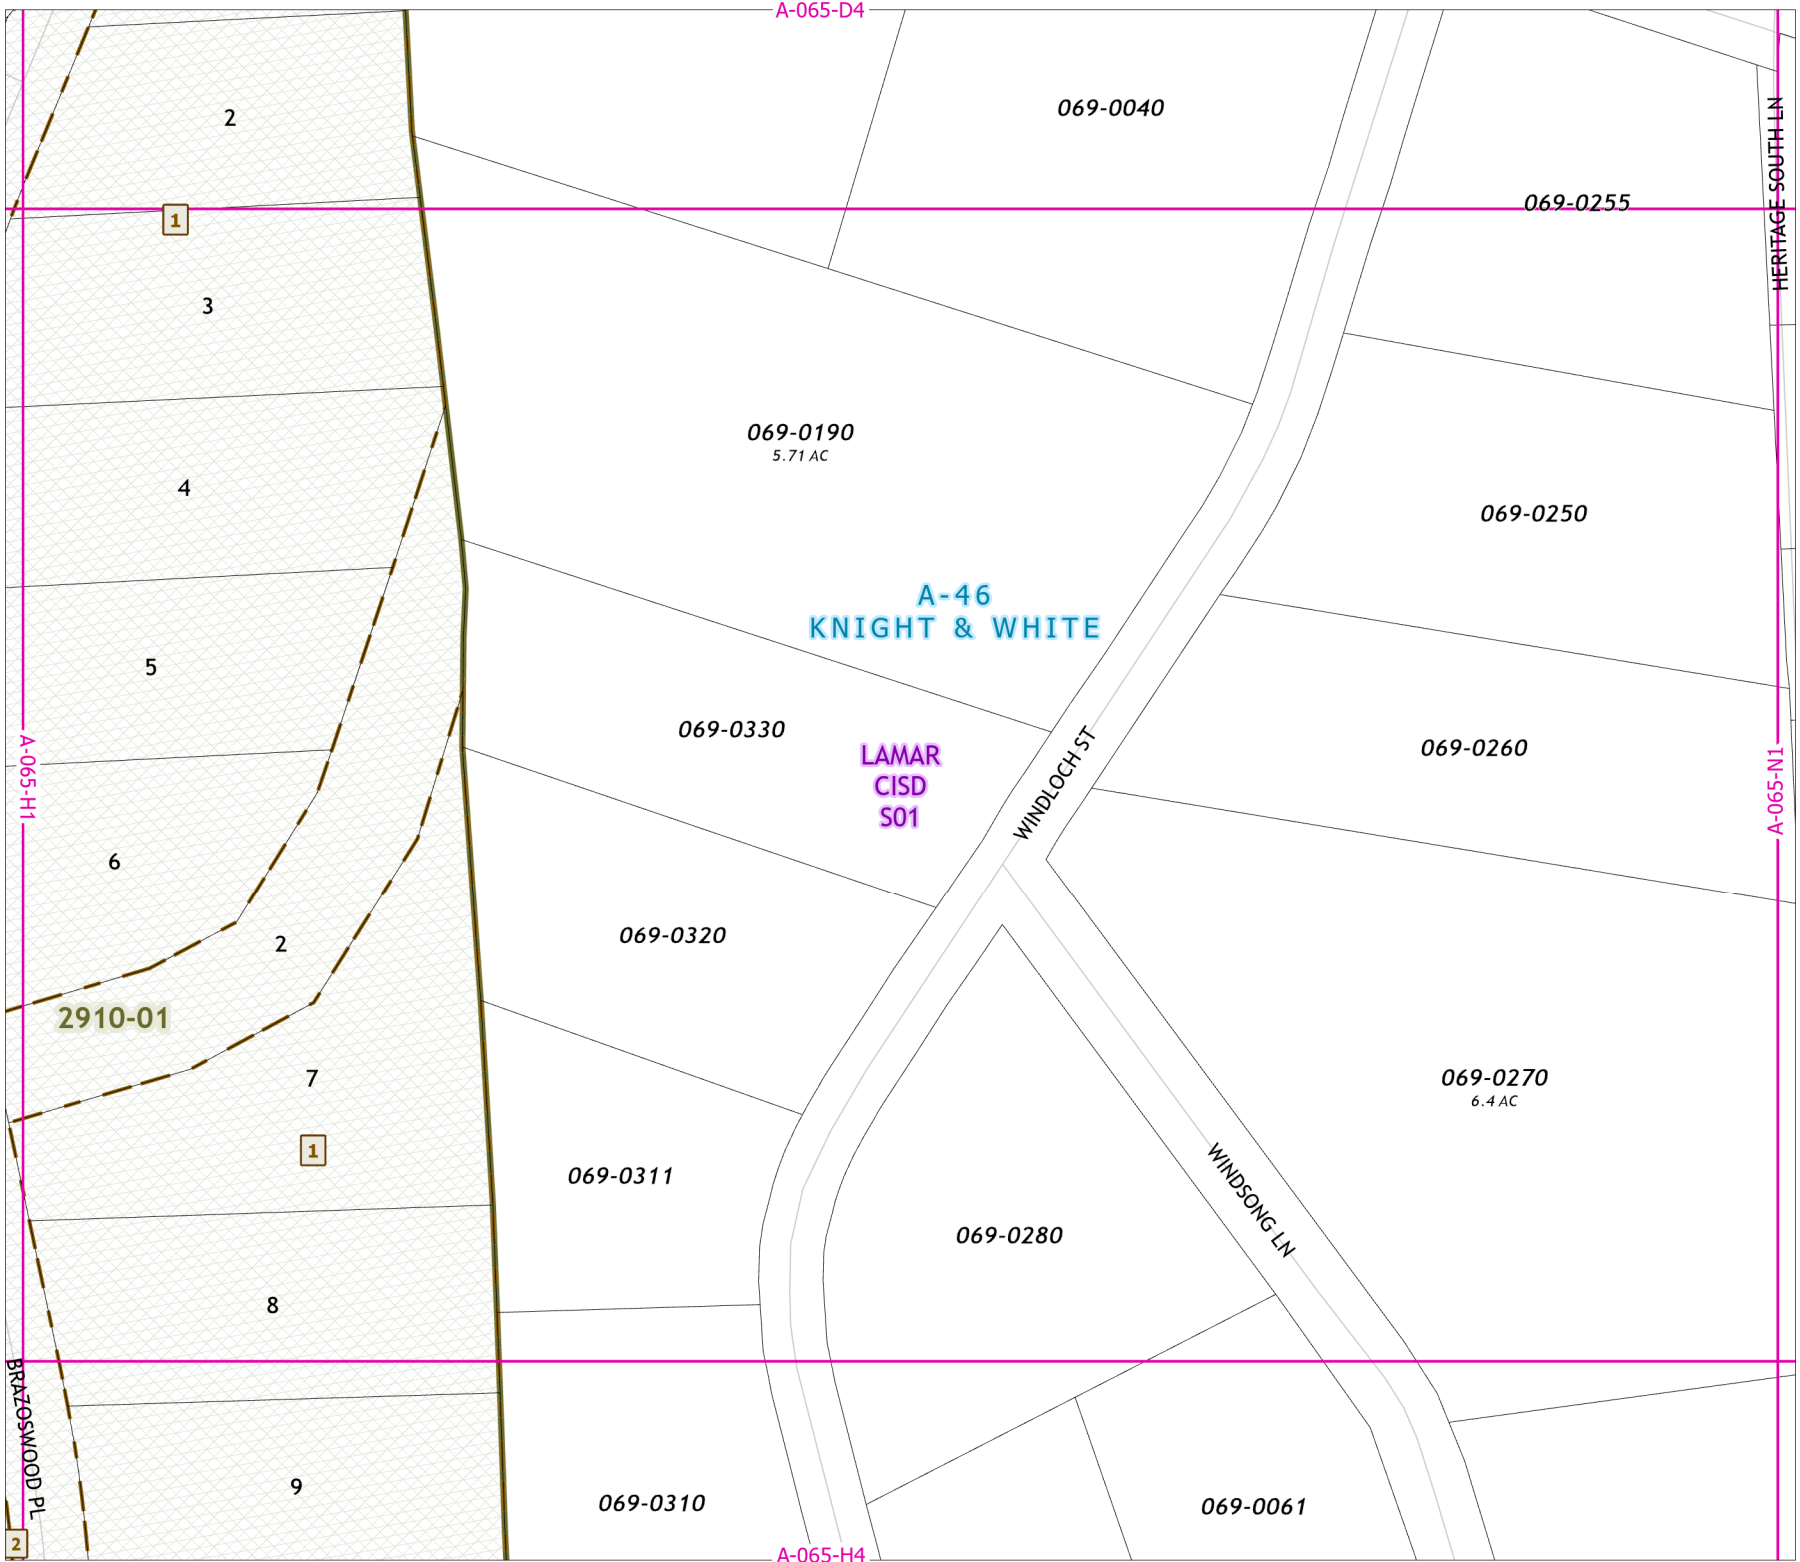 A-065-D4
069-0040
2
HERITAGE SOUTH LN
069-0255
1
3
069-0190
5.71 AC
4
069-0250
A-46
KNIGHT & WHITE
5
069-0330
LAMAR
CISD
S01
WINDLOCH ST
069-0260
A-065-H1
A-065-N1
6
069-0320
2
2910-01
7
069-0270
6.4 AC
1
069-0311
WINDSONG LN
069-0280
8
BRAZOSWOOD PL
9
069-0310
069-0061
2
A-065-H4